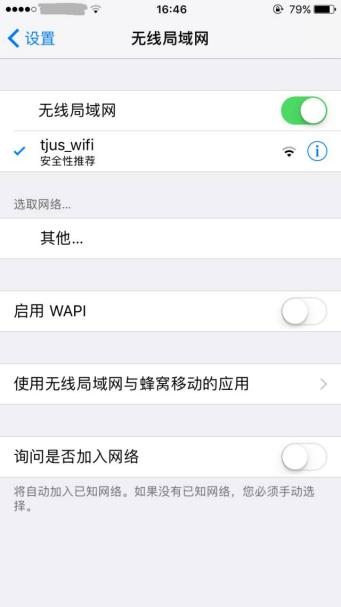 16:46
79%
设置
无线局域网
无线局域网
tjus_wifi
安全性推荐
选取网络...
其他...
启用 WAPI
使用无线局域网与蜂窝移动的应用
询问是否加入网络
将自动加入已知网络。如果没有已知网络，您必须手动选
择。